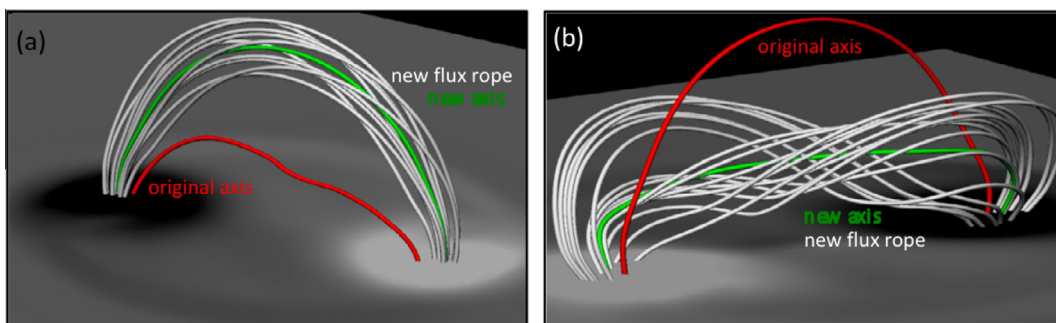 (a)
new flux rope
new axis
original axis
(b)
original axis
new axis
new flux rope